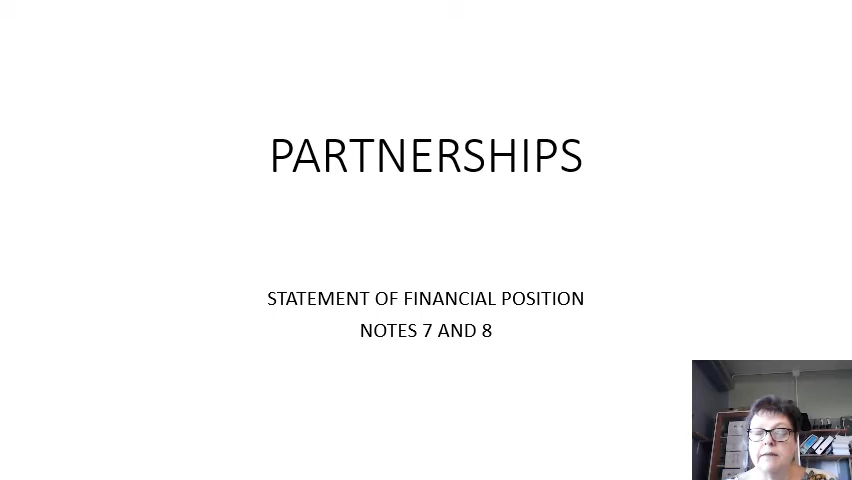 PARTNERSHIPS
STATEMENT OF FINANCIAL POSITION
NOTES 7 AND 8